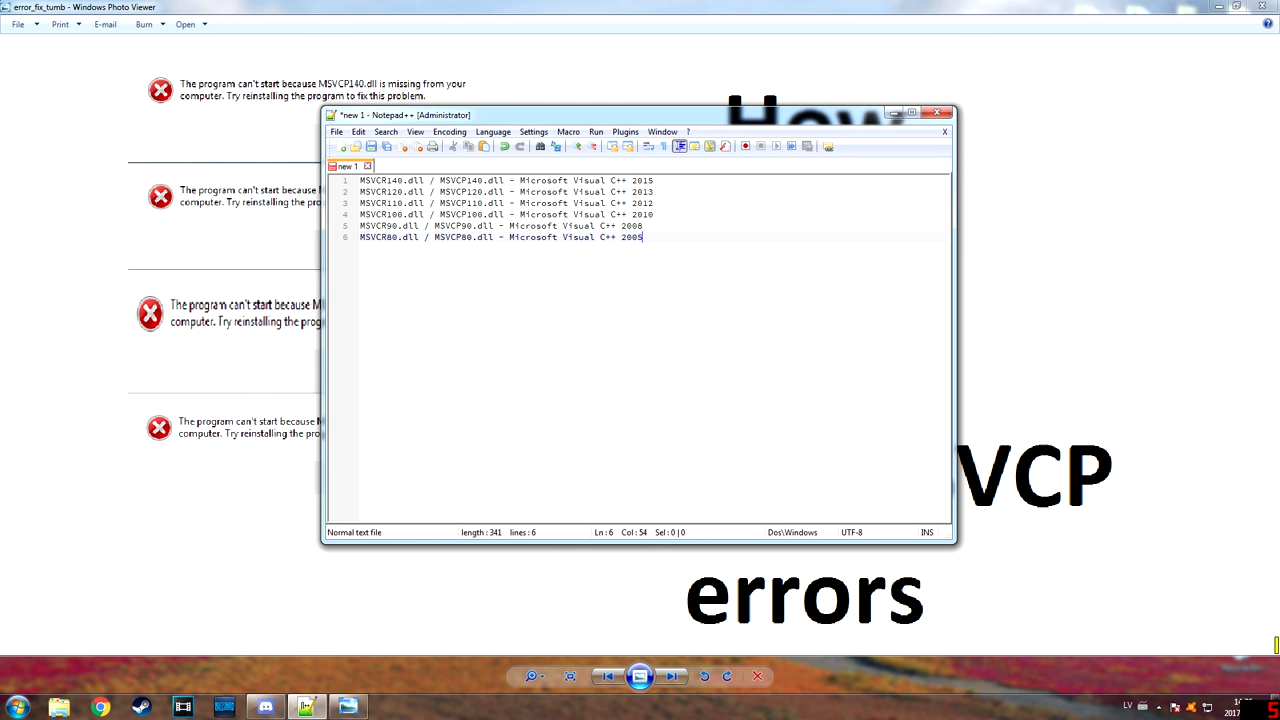 error_fix_tumb - Windows Photo Viewer
File Print E-mail Burn Open
The program can't start because MSVCP140.dll is missing from your
computer. Try reinstalling the program to fix this problem.
The program can't start because
computer. Try reinstalling the
The program can't start because
computer. Try reinstalling the
The program can't start because
computer. Try reinstalling the
How
VCP
errors
*new 1 - Notepad++ [Administrator]
File Edit Search View Encoding Language Settings Macro Run Plugins Window ? X
new 1
1 MSVCR140.dll / MSVCP140.dll - Microsoft Visual C++ 2015
2 MSVCR120.dll / MSVCP120.dll - Microsoft Visual C++ 2013
3 MSVCR110.dll / MSVCP110.dll - Microsoft Visual C++ 2012
4 MSVCR100.dll / MSVCP100.dll - Microsoft Visual C++ 2010
5 MSVCR90.dll / MSVCP90.dll - Microsoft Visual C++ 2008
6 MSVCR80.dll / MSVCP80.dll - Microsoft Visual C++ 2005
Normal text file length : 341 lines : 6 Ln : 6 Col : 54 Sel : 0 | 0 Dos\Windows UTF-8 INS
LV